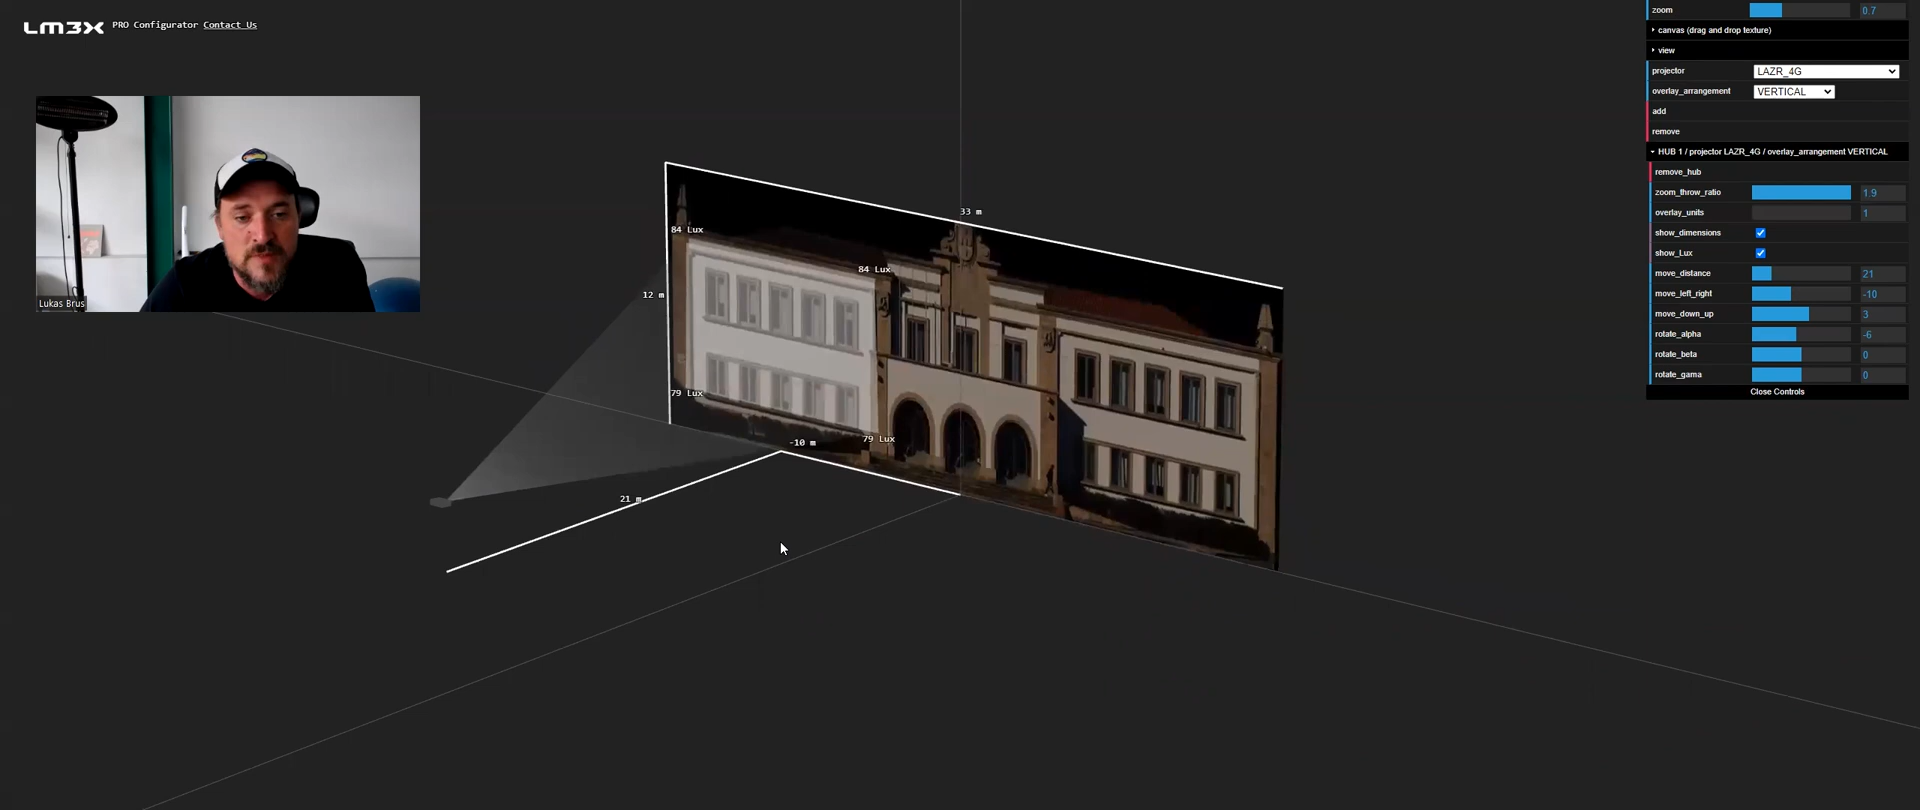 LM3X PRO Configurator Contact Us
Lukas Brus
33 m
84 Lux
84 Lux
12 m
79 Lux
79 Lux
-10 m
21 m
zoom 0.7
canvas (drag and drop texture)
view
projector LAZR_4G
overlay_arrangement VERTICAL
add
remove
HUB 1 / projector LAZR_4G / overlay_arrangement VERTICAL
remove_hub
zoom_throw_ratio 1.9
overlay_units 1
show_dimensions
show_Lux
move_distance 21
move_left_right -10
move_down_up 3
rotate_alpha -6
rotate_beta 0
rotate_gama 0
Close Controls